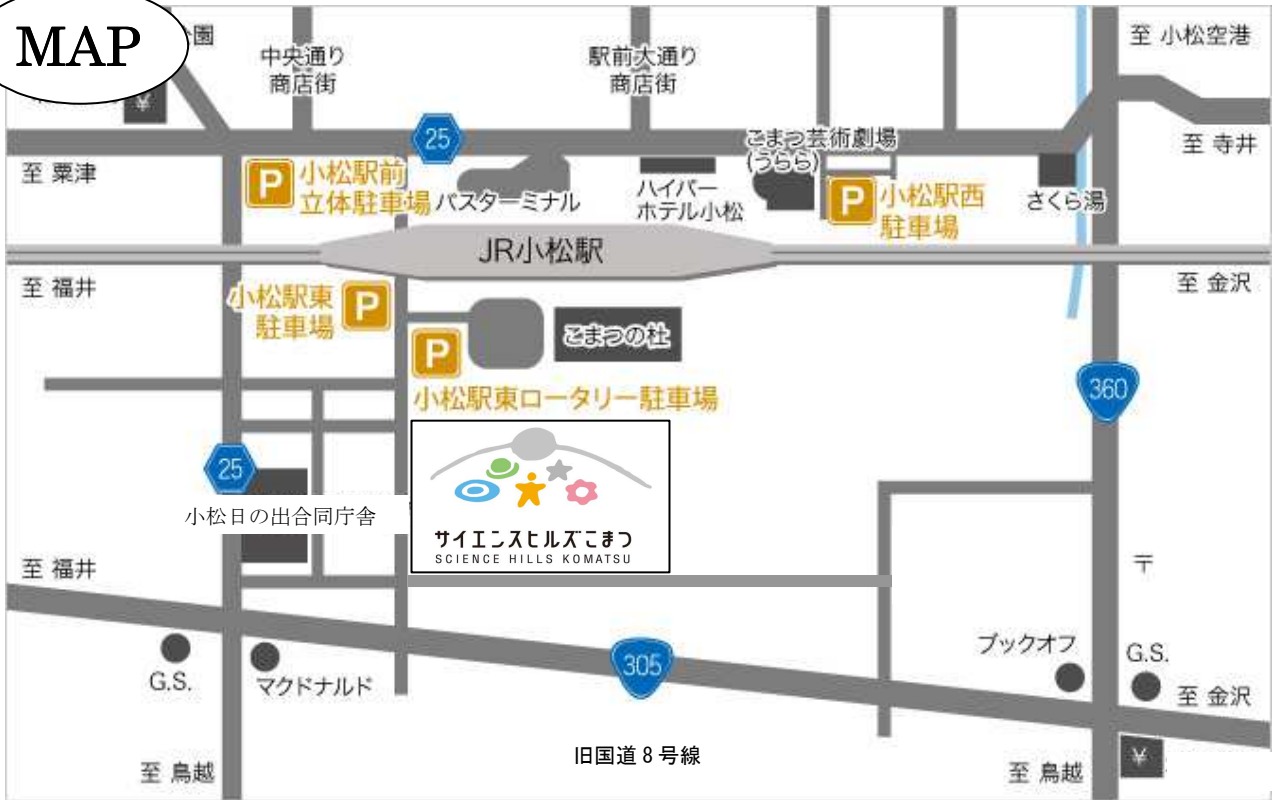 MAP
公園
中央通り
商店街
駅前大通り
商店街
至 小松空港
¥
25
こまつ芸術劇場
(うらら)
至 寺井
至 粟津
P
小松駅前
立体駐車場
バスターミナル
ハイパー
ホテル小松
P
小松駅西
駐車場
さくら湯
JR小松駅
至 福井
至 金沢
小松駅東
駐車場
P
P
こまつの杜
小松駅東ロータリー駐車場
360
25
小松日の出合同庁舎
サイエンスヒルズこまつ
SCIENCE HILLS KOMATSU
至 福井
〒
305
ブックオフ
G.S.
G.S.
マクドナルド
至 金沢
旧国道8号線
¥
至 鳥越
至 鳥越